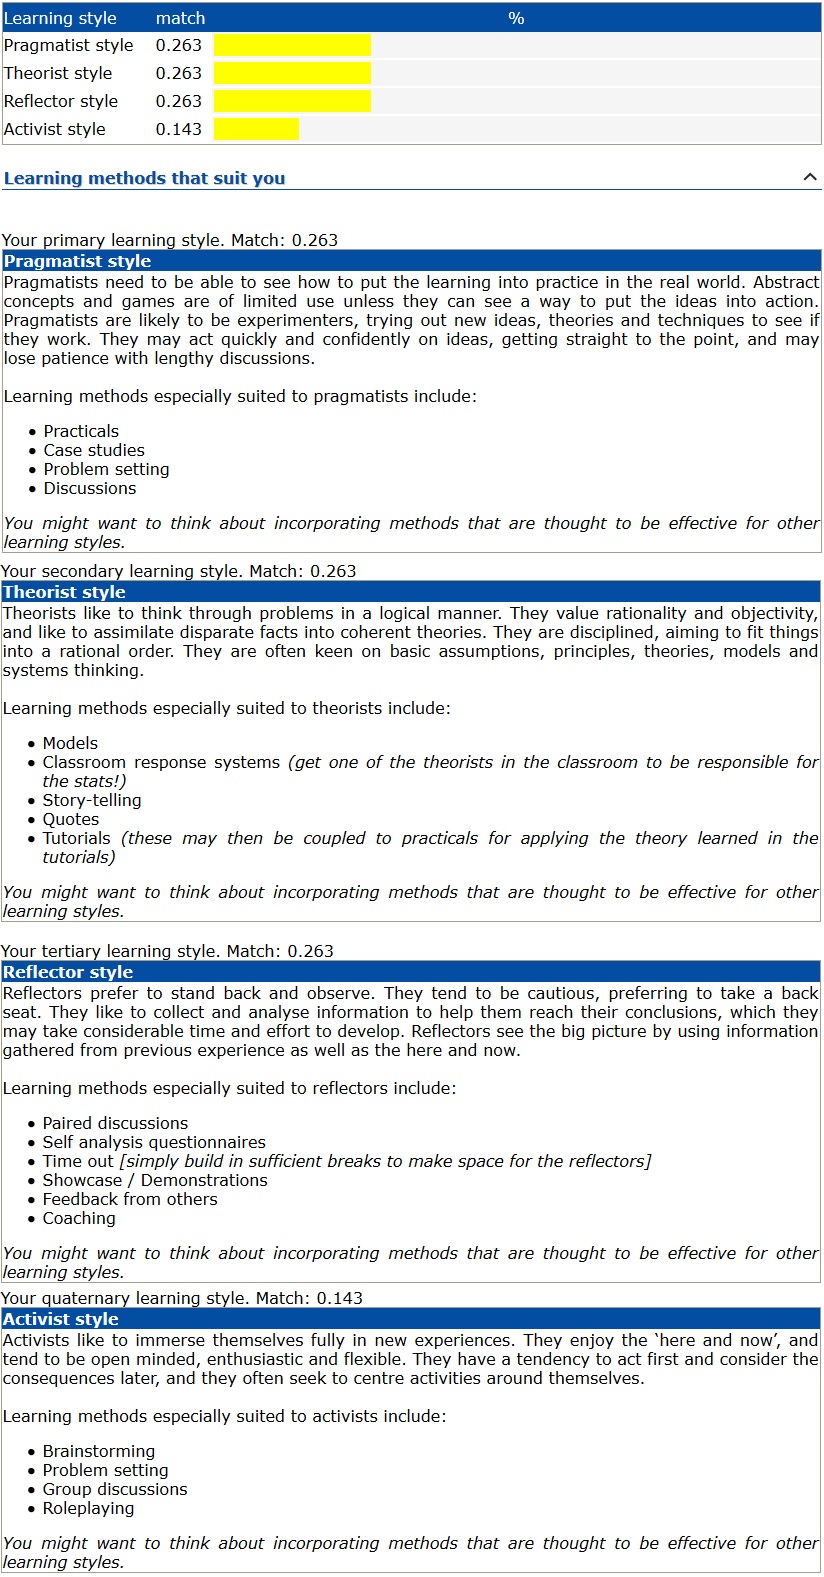 Learning style match %
Pragmatist style 0.263
Theorist style 0.263
Reflector style 0.263
Activist style 0.143
Learning methods that suit you
Your primary learning style. Match: 0.263
Pragmatist style
Pragmatists need to be able to see how to put the learning into practice in the real world. Abstract
concepts and games are of limited use unless they can see a way to put the ideas into action.
Pragmatists are likely to be experimenters, trying out new ideas, theories and techniques to see if
they work. They may act quickly and confidently on ideas, getting straight to the point, and may
lose patience with lengthy discussions.
Learning methods especially suited to pragmatists include:
• Practicals
• Case studies
• Problem setting
• Discussions
You might want to think about incorporating methods that are thought to be effective for other
learning styles.
Your secondary learning style. Match: 0.263
Theorist style
Theorists like to think through problems in a logical manner. They value rationality and objectivity,
and like to assimilate disparate facts into coherent theories. They are disciplined, aiming to fit things
into a rational order. They are often keen on basic assumptions, principles, theories, models and
systems thinking.
Learning methods especially suited to theorists include:
• Models
• Classroom response systems (get one of the theorists in the classroom to be responsible for
the stats!)
• Story-telling
• Quotes
• Tutorials (these may then be coupled to practicals for applying the theory learned in the
tutorials)
You might want to think about incorporating methods that are thought to be effective for other
learning styles.
Your tertiary learning style. Match: 0.263
Reflector style
Reflectors prefer to stand back and observe. They tend to be cautious, preferring to take a back
seat. They like to collect and analyse information to help them reach their conclusions, which they
may take considerable time and effort to develop. Reflectors see the big picture by using information
gathered from previous experience as well as the here and now.
Learning methods especially suited to reflectors include:
• Paired discussions
• Self analysis questionnaires
• Time out [simply build in sufficient breaks to make space for the reflectors]
• Showcase / Demonstrations
• Feedback from others
• Coaching
You might want to think about incorporating methods that are thought to be effective for other
learning styles.
Your quaternary learning style. Match: 0.143
Activist style
Activists like to immerse themselves fully in new experiences. They enjoy the ‘here and now’, and
tend to be open minded, enthusiastic and flexible. They have a tendency to act first and consider the
consequences later, and they often seek to centre activities around themselves.
Learning methods especially suited to activists include:
• Brainstorming
• Problem setting
• Group discussions
• Roleplaying
You might want to think about incorporating methods that are thought to be effective for other
learning styles.